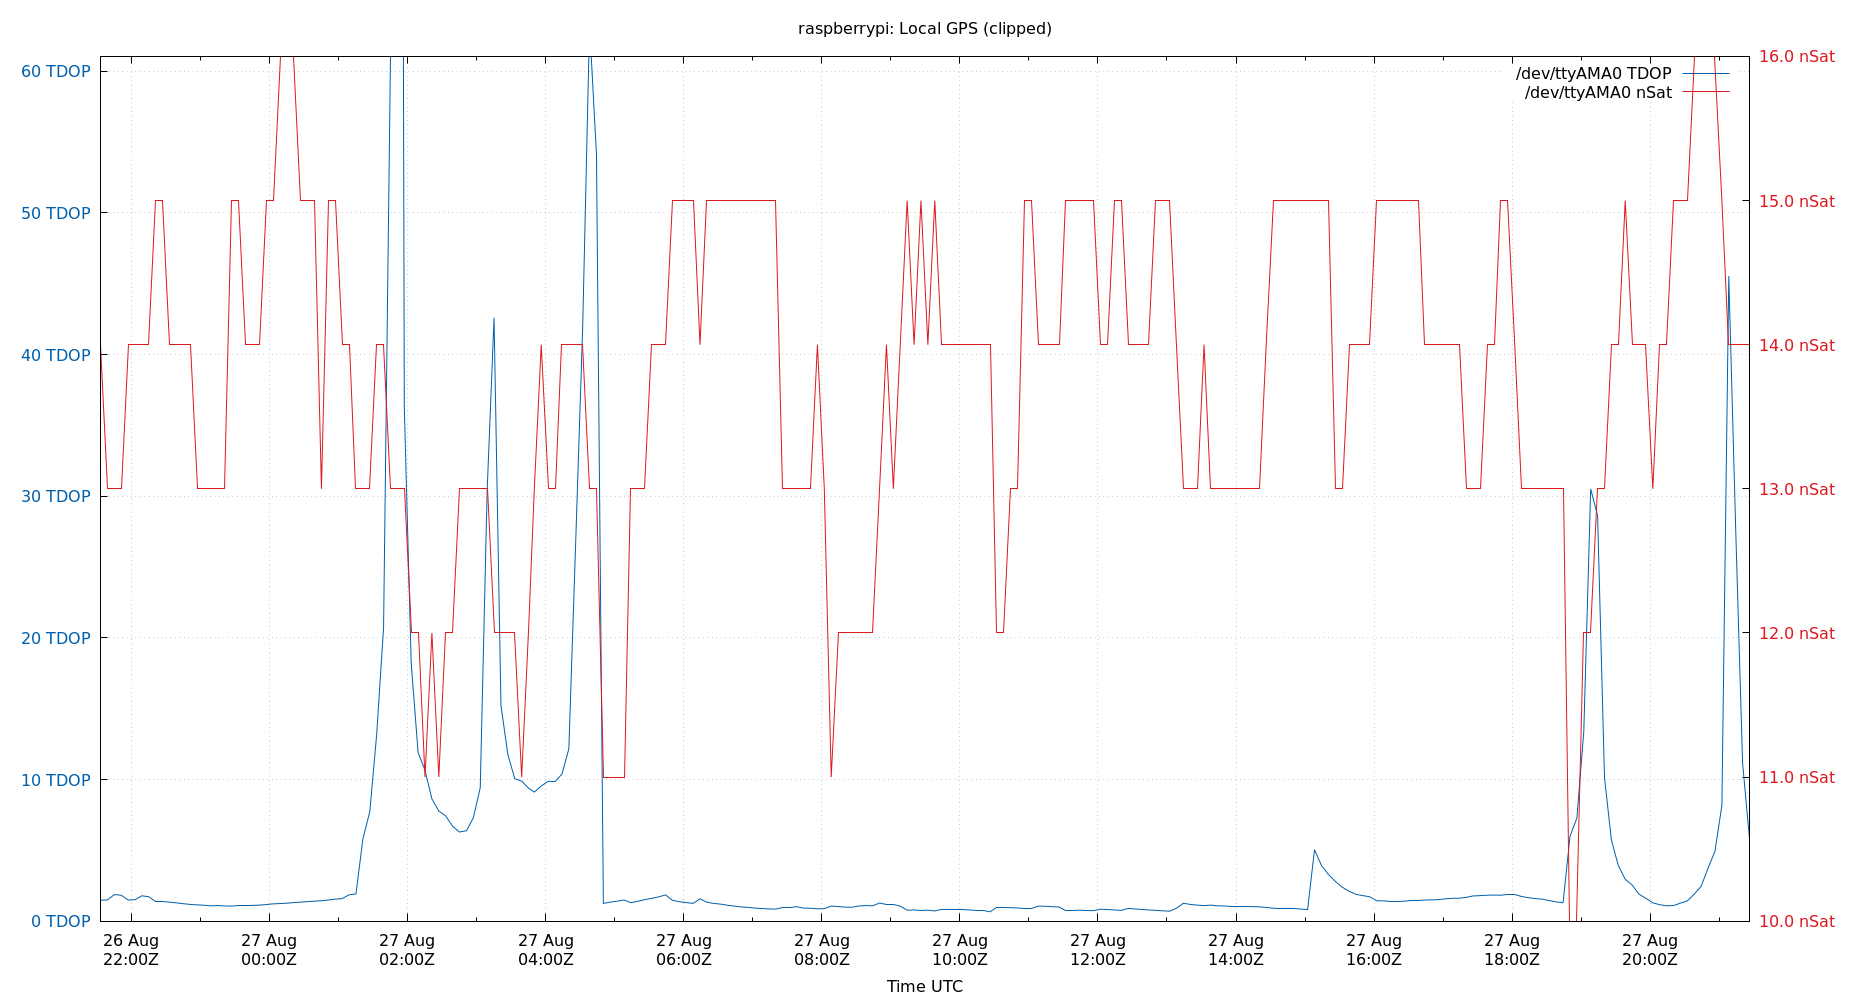 raspberrypi: Local GPS (clipped)
60 TDOP
50 TDOP
40 TDOP
30 TDOP
20 TDOP
10 TDOP
0 TDOP
16.0 nSat
15.0 nSat
14.0 nSat
13.0 nSat
12.0 nSat
11.0 nSat
10.0 nSat
/dev/ttyAMA0 TDOP
/dev/ttyAMA0 nSat
26 Aug
22:00Z
27 Aug
00:00Z
27 Aug
02:00Z
27 Aug
04:00Z
27 Aug
06:00Z
27 Aug
08:00Z
27 Aug
10:00Z
27 Aug
12:00Z
27 Aug
14:00Z
27 Aug
16:00Z
27 Aug
18:00Z
27 Aug
20:00Z
Time UTC